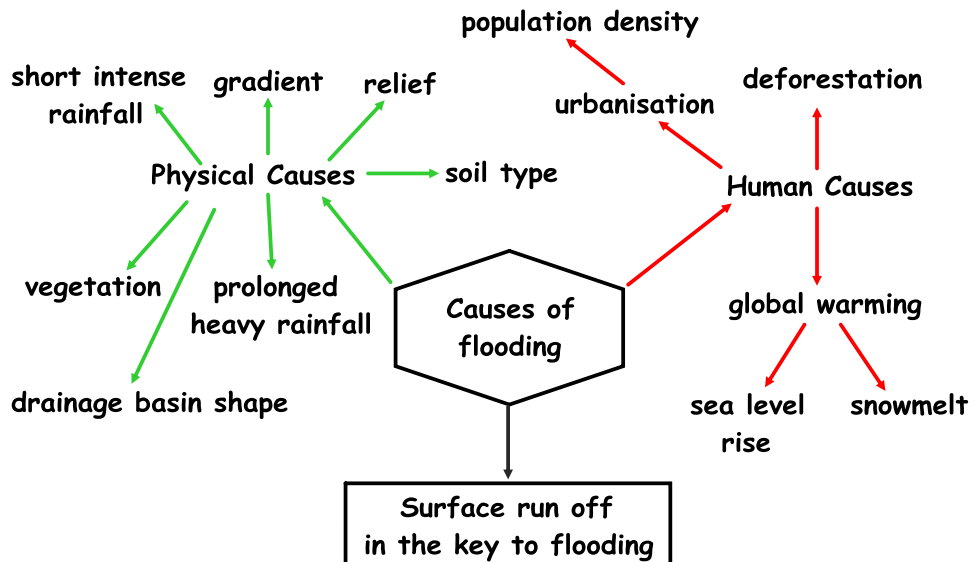 population density
short intense
rainfall
gradient
relief
urbanisation
deforestation
Physical Causes
soil type
Human Causes
vegetation
prolonged
heavy rainfall
Causes of
flooding
global warming
drainage basin shape
sea level
rise
snowmelt
Surface run off
in the key to flooding